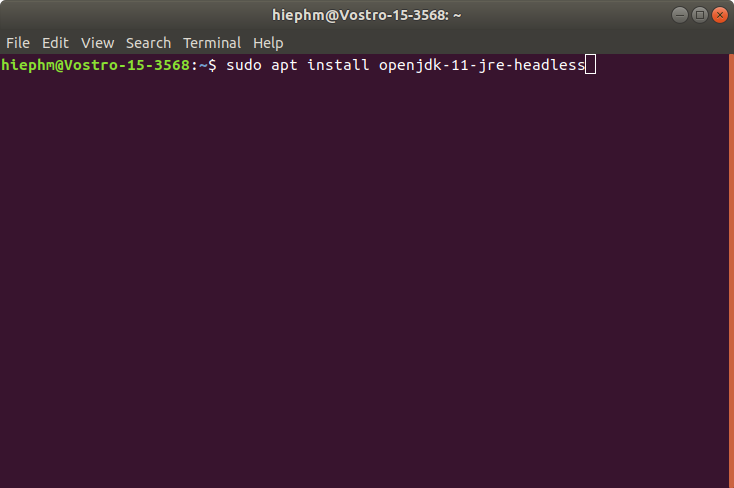 hiephm@Vostro-15-3568: ~
File Edit View Search Terminal Help
hiephm@Vostro-15-3568:~$ sudo apt install openjdk-11-jre-headless